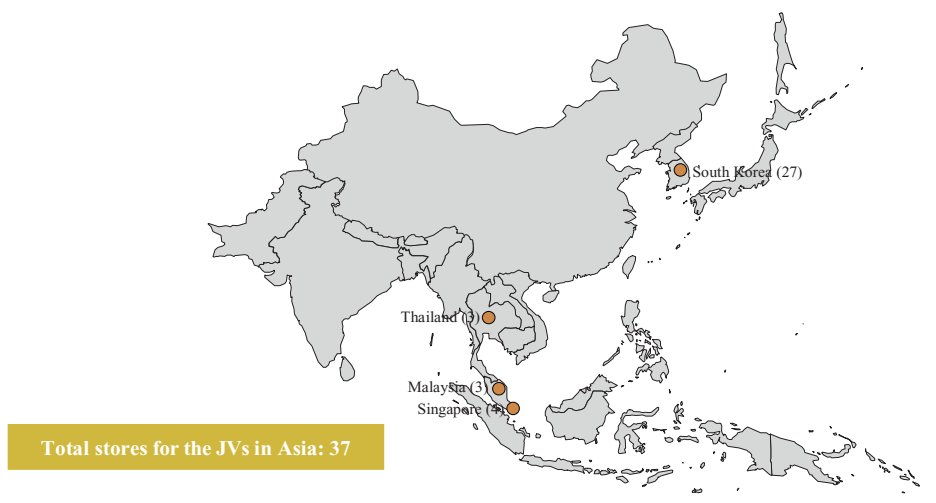 South Korea (27)
Thailand (3)
Malaysia (3)
Singapore (4)
Total stores for the JVs in Asia: 37